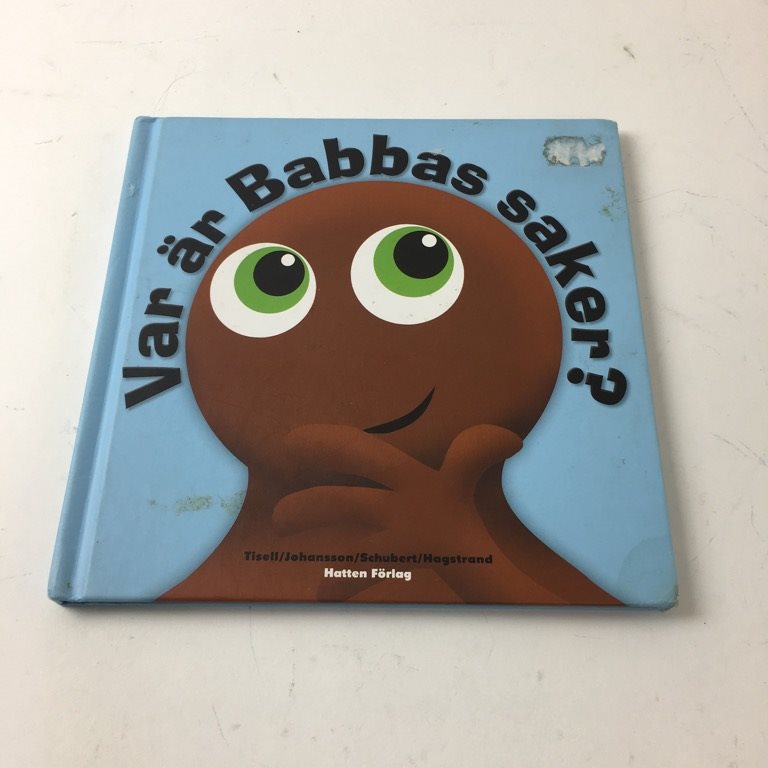 Var är Babbas saker?
Tisell/Johansson/Schubert/Hagstrand
Hatten Förlag